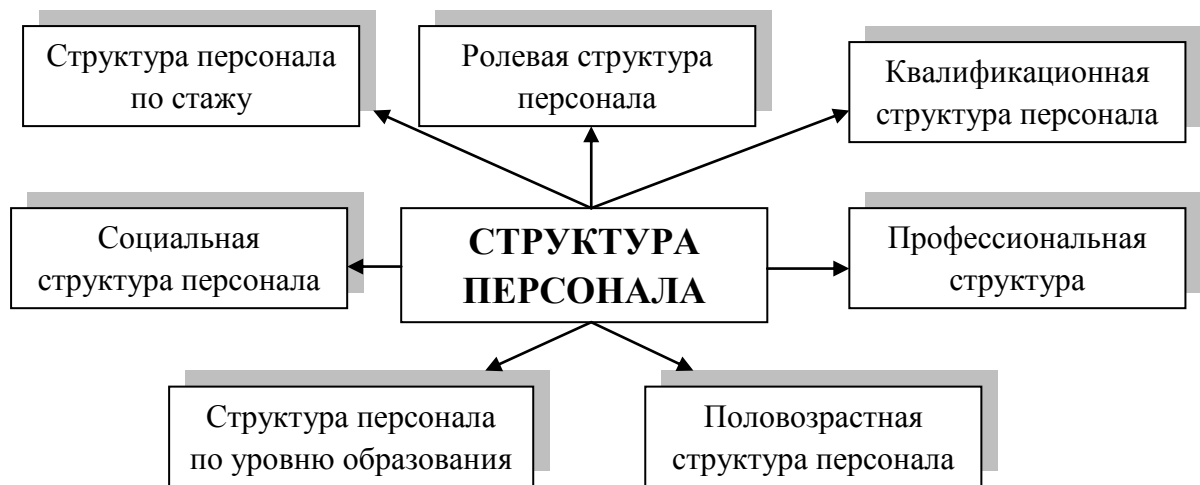 Структура персонала
по стажу
Ролевая структура
персонала
Квалификационная
структура персонала
Социальная
структура персонала
СТРУКТУРА
ПЕРСОНАЛА
Профессиональная
структура
Структура персонала
по уровню образования
Половозрастная
структура персонала